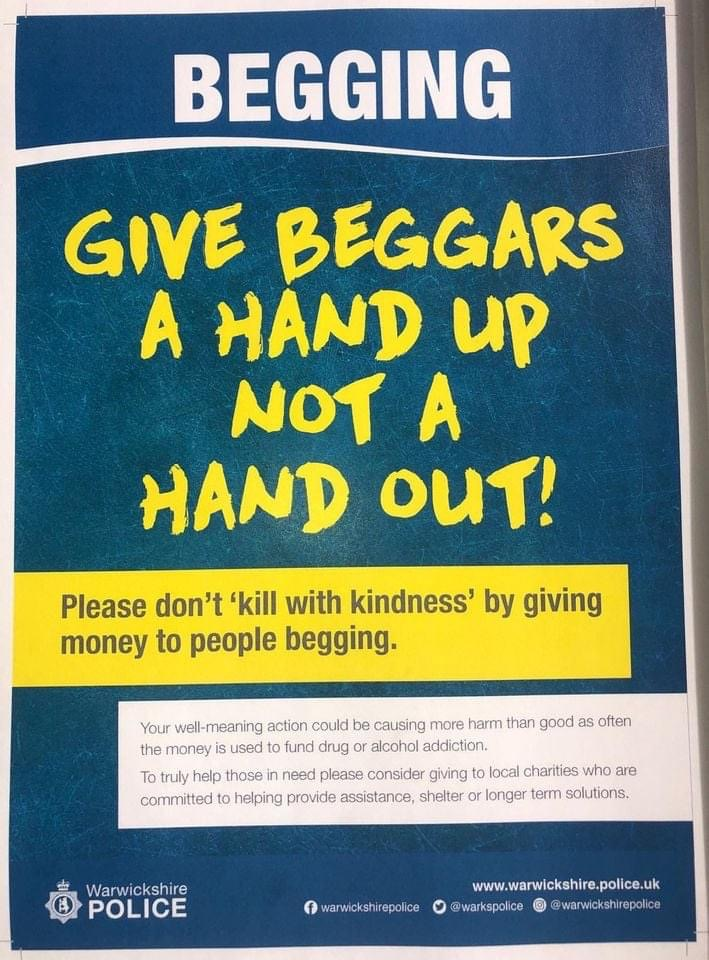 BEGGING
GIVE BEGGARS
A HAND UP
NOT A
HAND OUT!
Please don't 'kill with kindness' by giving
money to people begging.
Your well-meaning action could be causing more harm than good as often
the money is used to fund drug or alcohol addiction.
To truly help those in need please consider giving to local charities who are
committed to helping provide assistance, shelter or longer term solutions.
Warwickshire
POLICE
www.warwickshire.police.uk
warwickshirepolice @warkspolice @warwickshirepolice